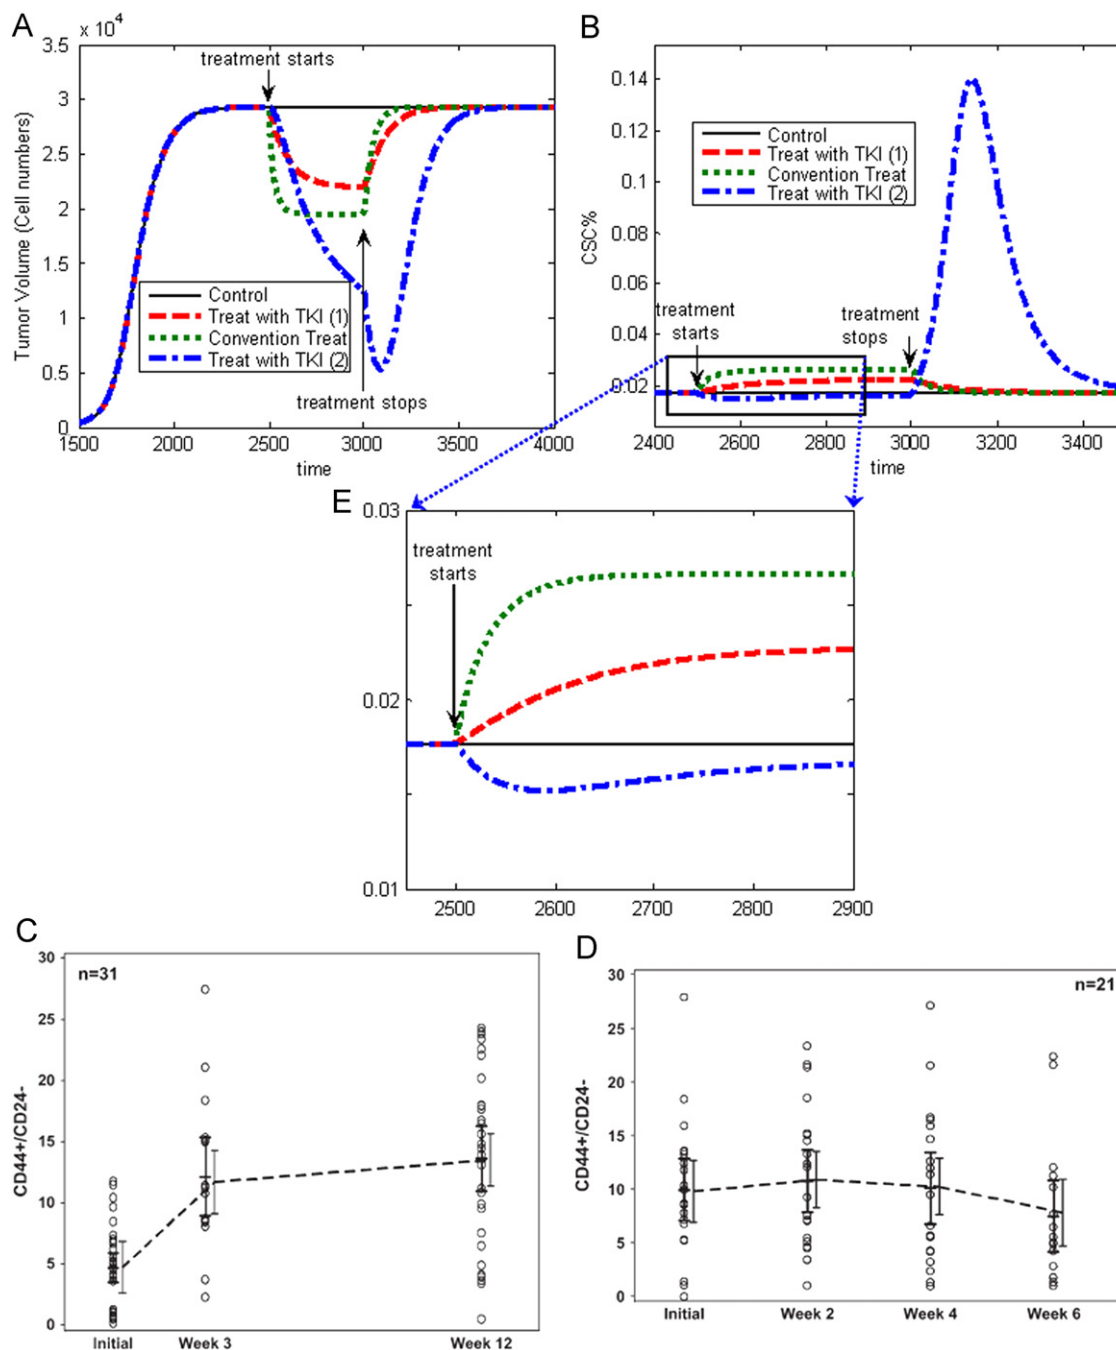 A
x 10^4
3.5
3
2.5
2
1.5
1
0.5
0
Tumor Volume (Cell numbers)
treatment starts
Control
Treat with TKI (1)
Convention Treat
Treat with TKI (2)
treatment stops
1500
2000
2500
3000
3500
4000
time
B
0.14
0.12
0.1
0.08
0.06
0.04
0.02
0
CSC%
Control
Treat with TKI (1)
Convention Treat
Treat with TKI (2)
treatment
starts
treatment
stops
2400
2600
2800
3000
3200
3400
time
E
0.03
0.02
0.01
treatment
starts
2500
2600
2700
2800
2900
C
n=31
30
25
20
15
10
5
0
CD44+/CD24-
Initial
Week 3
Week 12
D
n=21
30
25
20
15
10
5
0
CD44+/CD24-
Initial
Week 2
Week 4
Week 6